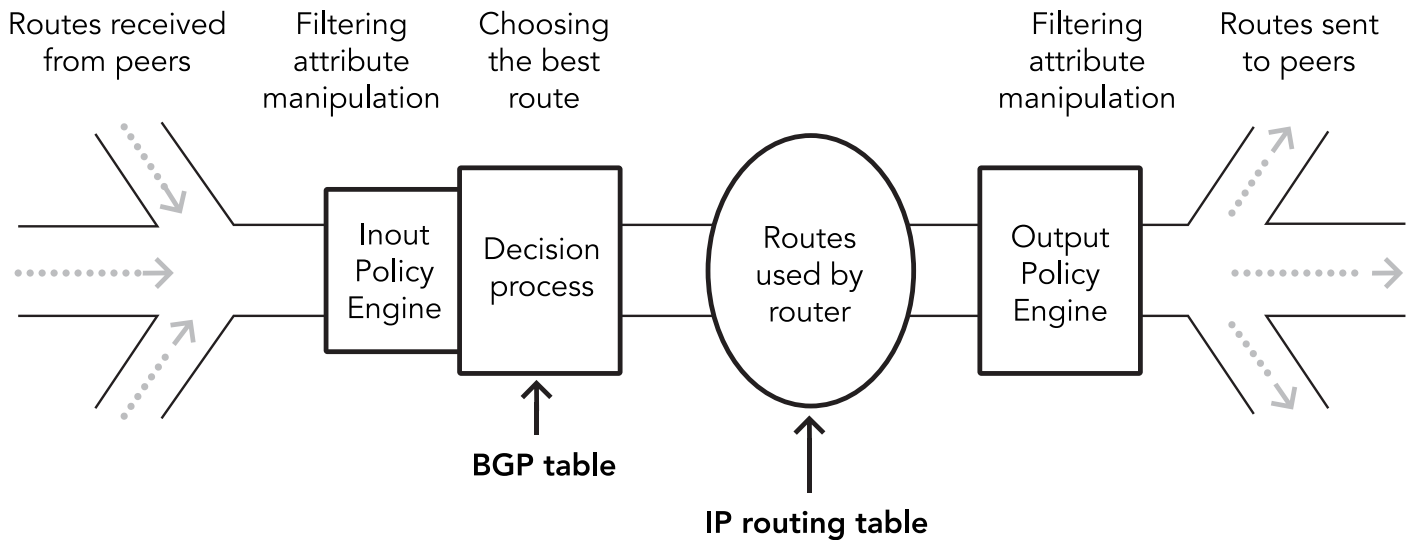 Routes received
from peers
Filtering
attribute
manipulation
Choosing
the best
route
Filtering
attribute
manipulation
Routes sent
to peers
Inout
Policy
Engine
Decision
process
Routes
used by
router
Output
Policy
Engine
BGP table
IP routing table